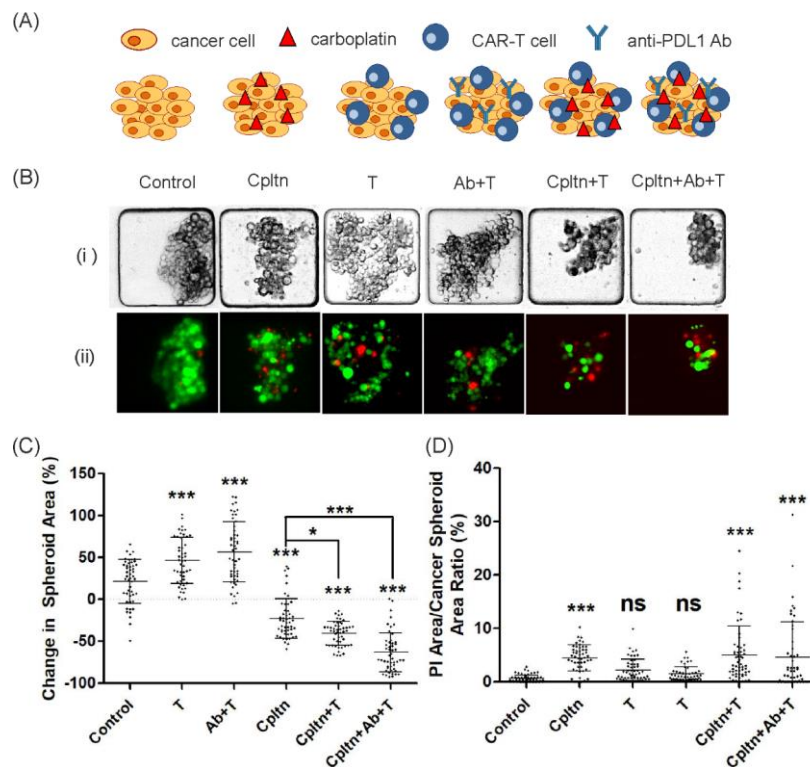 (A)
cancer cell carboplatin CAR-T cell anti-PDL1 Ab
(B)
Control Cpltn T Ab+T Cpltn+T Cpltn+Ab+T
(i)
(ii)
(C)
Change in Spheroid Area (%)
150
100
50
0
-50
-100
*** *** *** * *** *** ***
Control T Ab+T Cpltn Cpltn+T Cpltn+Ab+T
(D)
PI Area/Cancer Spheroid
Area Ratio (%)
40
30
20
10
0
*** ns ns *** ***
Control Cpltn T T Cpltn+T Cpltn+Ab+T